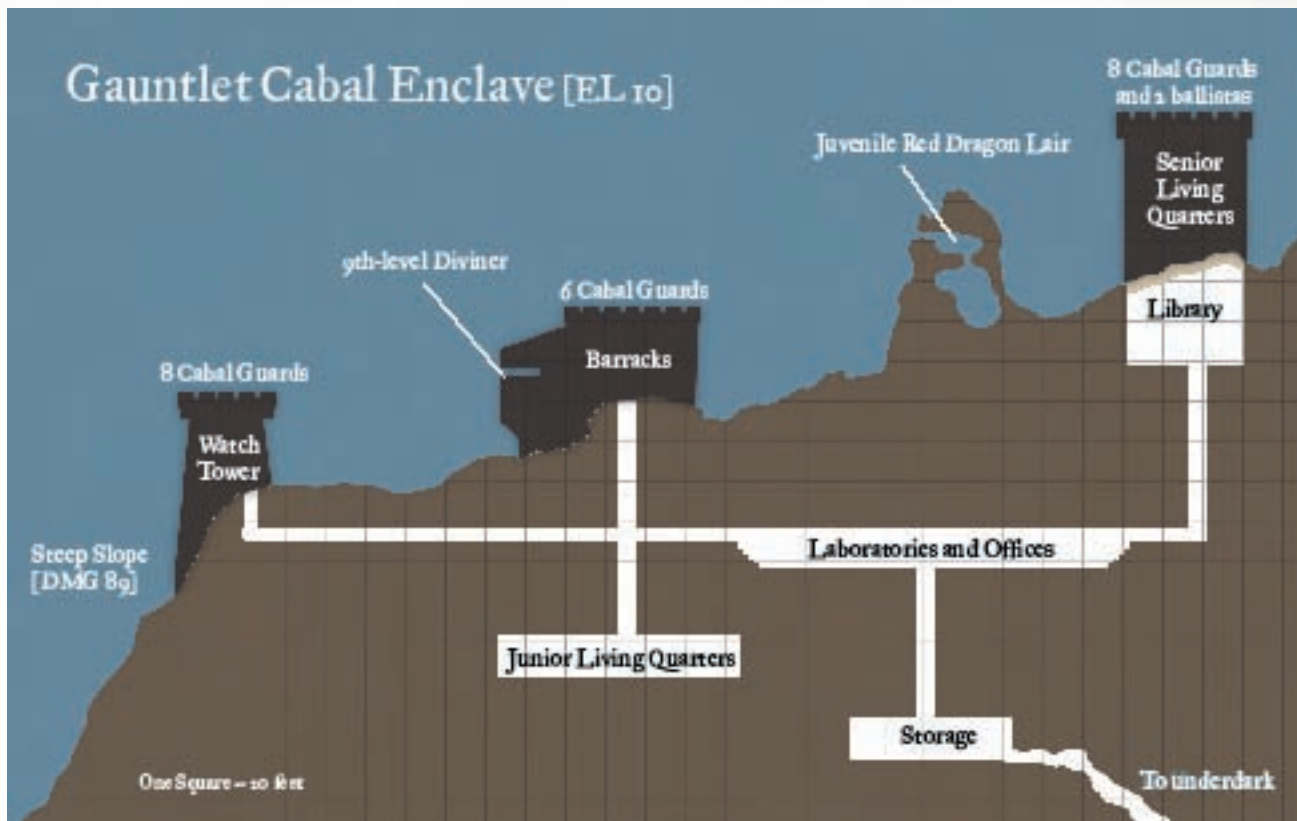 Gauntlet Cabal Enclave [EL 10]
8 Cabal Guards
and 2 ballistas
Juvenile Red Dragon Lair
Senior
Living
Quarters
9th-level Diviner
6 Cabal Guards
Library
Barracks
8 Cabal Guards
Watch
Tower
Steep Slope
[DMG 89]
Laboratories and Offices
Junior Living Quarters
Storage
One Square = feet
To Underdark